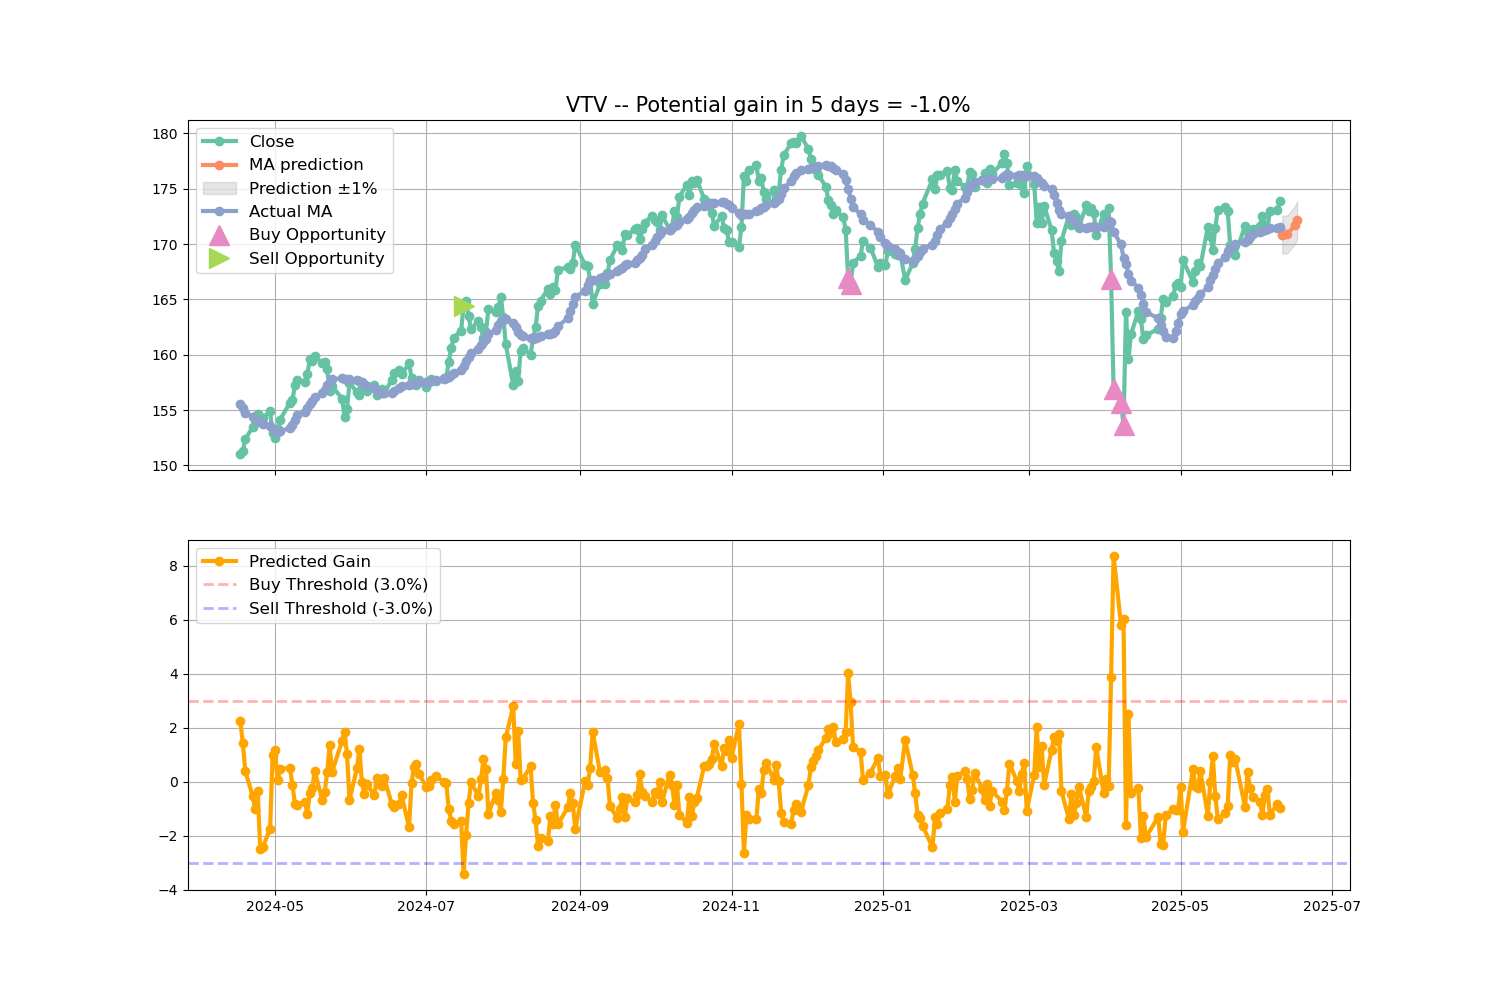 VTV -- Potential gain in 5 days = -1.0%
180
175
170
165
160
155
150
Close
MA prediction
Prediction ±1%
Actual MA
Buy Opportunity
Sell Opportunity
8
6
4
2
0
−2
−4
Predicted Gain
Buy Threshold (3.0%)
Sell Threshold (-3.0%)
2024-05
2024-07
2024-09
2024-11
2025-01
2025-03
2025-05
2025-07